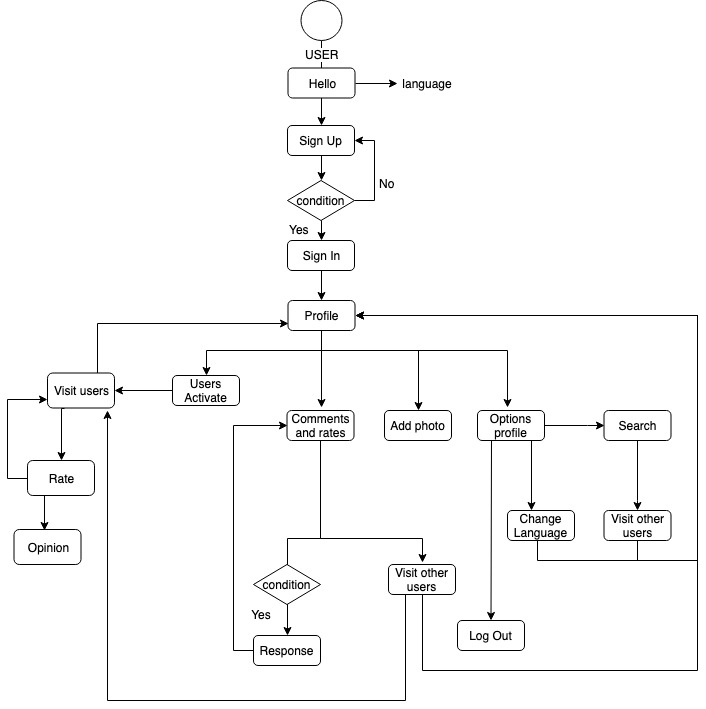 USER
Hello
language
Sign Up
No
condition
Yes
Sign In
Profile
Visit users
Users
Activate
Comments
and rates
Add photo
Options
profile
Search
Rate
Opinion
Change
Language
Visit other
users
condition
Visit other
users
Yes
Response
Log Out